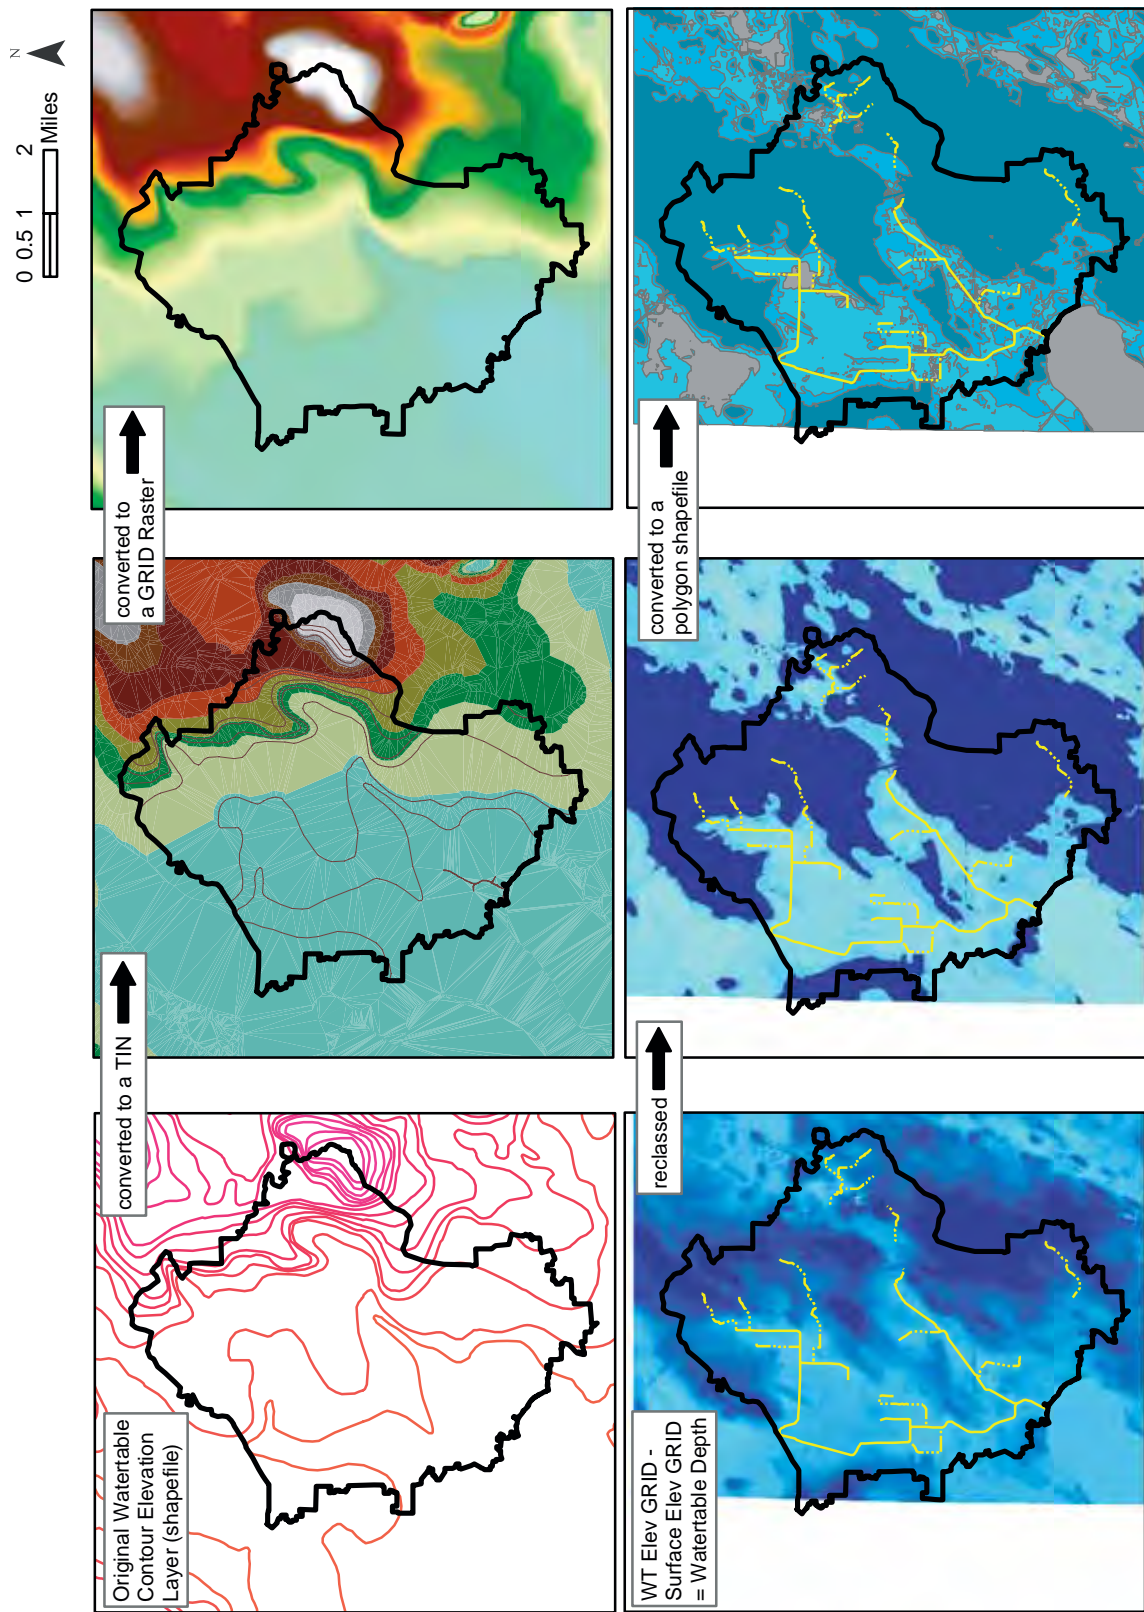 Original Watertable
Contour Elevation
Layer (shapefile)
converted to a TIN
converted to
a GRID Raster
0 0.5 1 2
Miles
N
WT Elev GRID -
Surface Elev GRID
= Watertable Depth
reclassed
converted to a
polygon shapefile